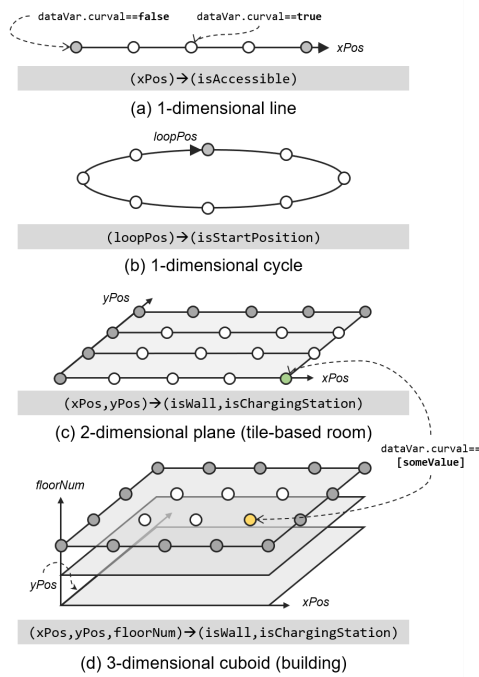 dataVar.curval==false
dataVar.curval==true
xPos
(xPos)→(isAccessible)
(a) 1-dimensional line
loopPos
(loopPos)→(isStartPosition)
(b) 1-dimensional cycle
yPos
xPos
(xPos,yPos)→(isWall,isChargingStation)
(c) 2-dimensional plane (tile-based room)
dataVar.curval==
[someValue]
floorNum
yPos
xPos
(xPos,yPos,floorNum)→(isWall,isChargingStation)
(d) 3-dimensional cuboid (building)